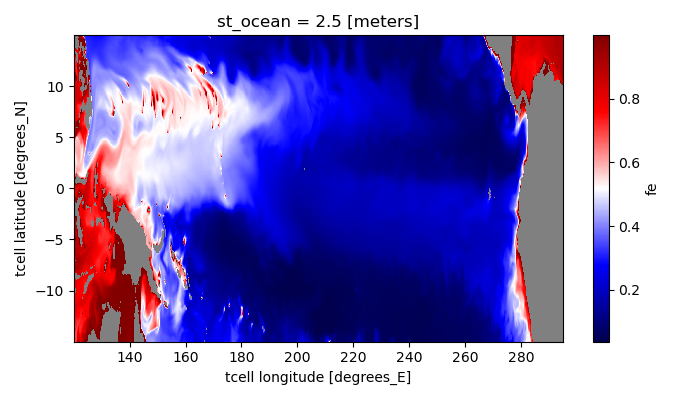 st_ocean = 2.5 [meters]
10
5
0
−5
−10
tcell latitude [degrees_N]
140 160 180 200 220 240 260 280
tcell longitude [degrees_E]
0.8
0.6
0.4
0.2
fe